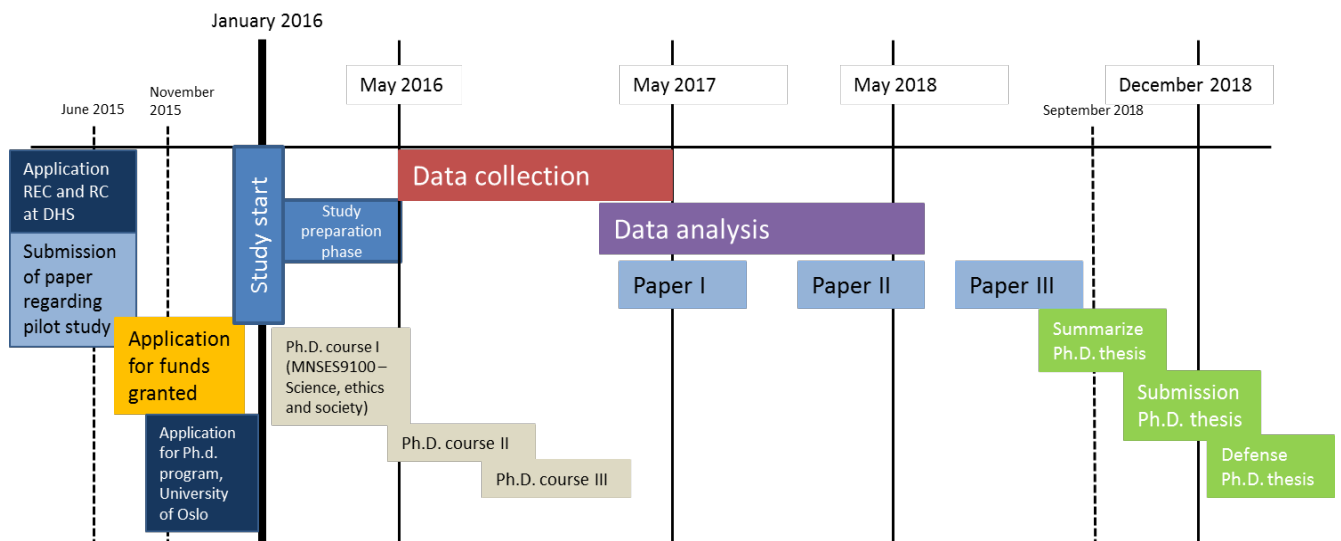 January 2016
May 2016
May 2017
May 2018
December 2018
November
2015
June 2015
September 2018
Application
REC and RC
at DHS
Submission
of paper
regarding
pilot study
Application
for funds
granted
Application
for Ph.d.
program,
University
of Oslo
Study start
Study
preparation
phase
Data collection
Data analysis
Paper I
Paper II
Paper III
Ph.D. course I
(MNSES9100 –
Science, ethics
and society)
Ph.D. course II
Ph.D. course III
Summarize
Ph.D. thesis
Submission
Ph.D. thesis
Defense
Ph.D. thesis